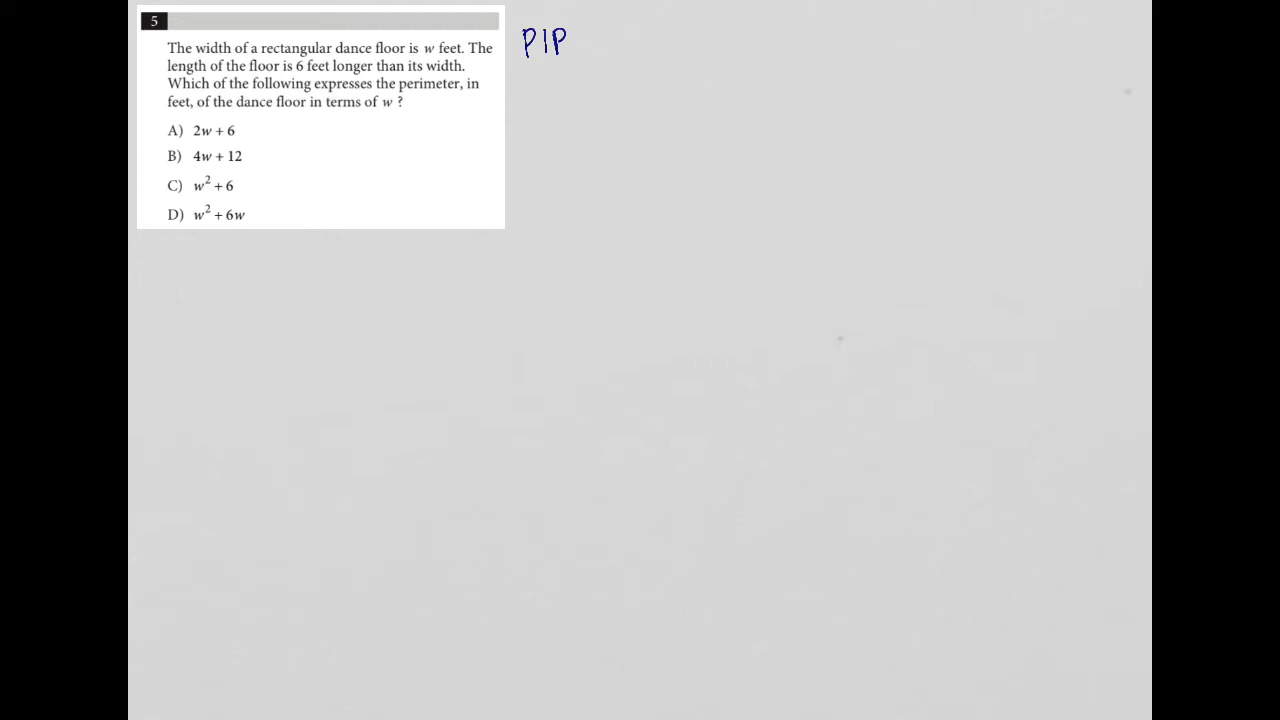 5
The width of a rectangular dance floor is w feet. The
length of the floor is 6 feet longer than its width.
Which of the following expresses the perimeter, in
feet, of the dance floor in terms of w ?
A) 2w + 6
B) 4w + 12
C) w² + 6
D) w² + 6w
PIP